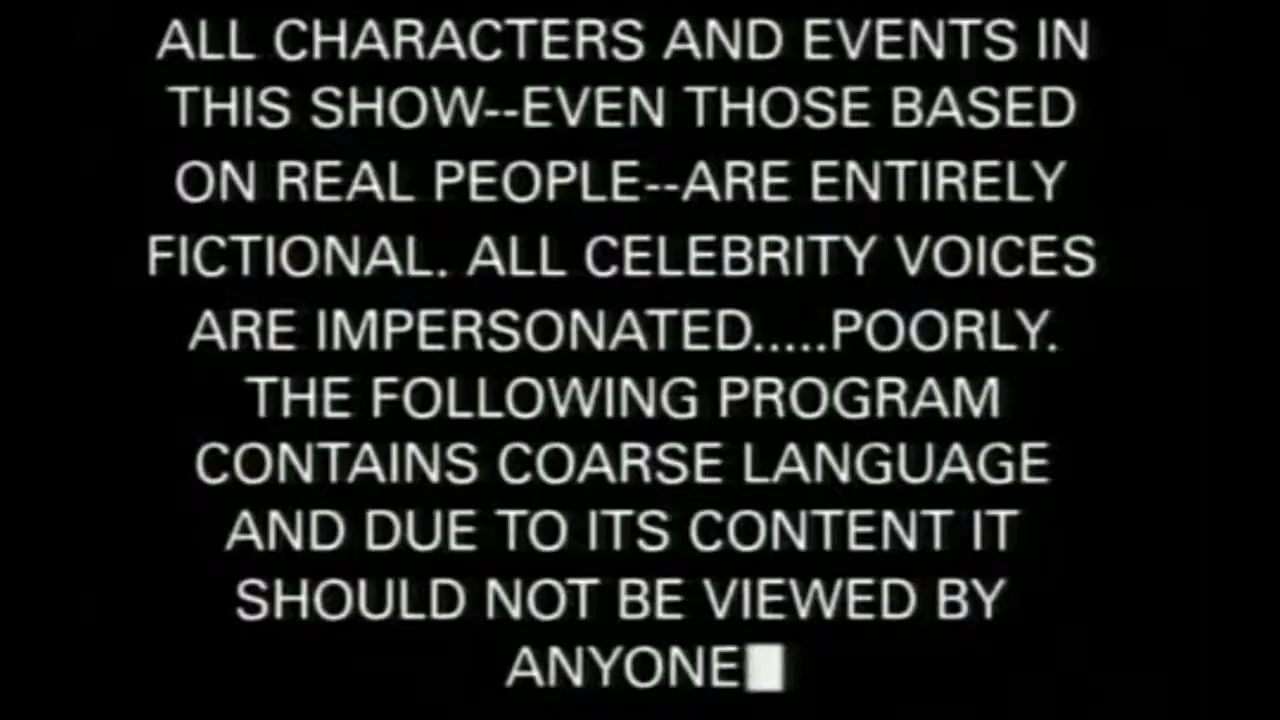 ALL CHARACTERS AND EVENTS IN
THIS SHOW--EVEN THOSE BASED
ON REAL PEOPLE--ARE ENTIRELY
FICTIONAL. ALL CELEBRITY VOICES
ARE IMPERSONATED.....POORLY.
THE FOLLOWING PROGRAM
CONTAINS COARSE LANGUAGE
AND DUE TO ITS CONTENT IT
SHOULD NOT BE VIEWED BY
ANYONE